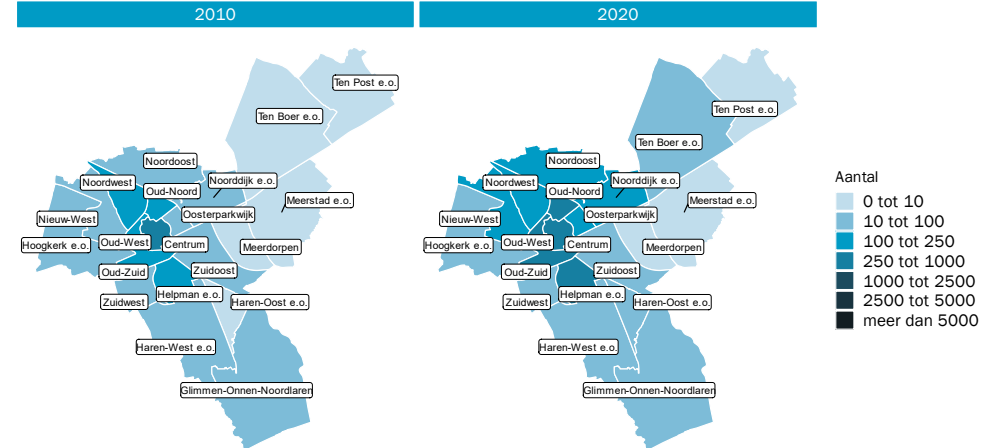 2010
Ten Post e.o.
Ten Boer e.o.
Noordoost
Noordwest
Oud-Noord
Noorddijk e.o.
Meerstad e.o.
Nieuw-West
Oosterparkwijk
Hoogkerk e.o.
Oud-West
Centrum
Meerdorpen
Oud-Zuid
Zuidoost
Zuidwest
Helpman e.o.
Haren-Oost e.o.
Haren-West e.o.
Glimmen-Onnen-Noordlaren
2020
Ten Post e.o.
Ten Boer e.o.
Noordoost
Noordwest
Oud-Noord
Noorddijk e.o.
Meerstad e.o.
Nieuw-West
Oosterparkwijk
Hoogkerk e.o.
Oud-West
Centrum
Meerdorpen
Oud-Zuid
Zuidoost
Zuidwest
Helpman e.o.
Haren-Oost e.o.
Haren-West e.o.
Glimmen-Onnen-Noordlaren
Aantal
0 tot 10
10 tot 100
100 tot 250
250 tot 1000
1000 tot 2500
2500 tot 5000
meer dan 5000